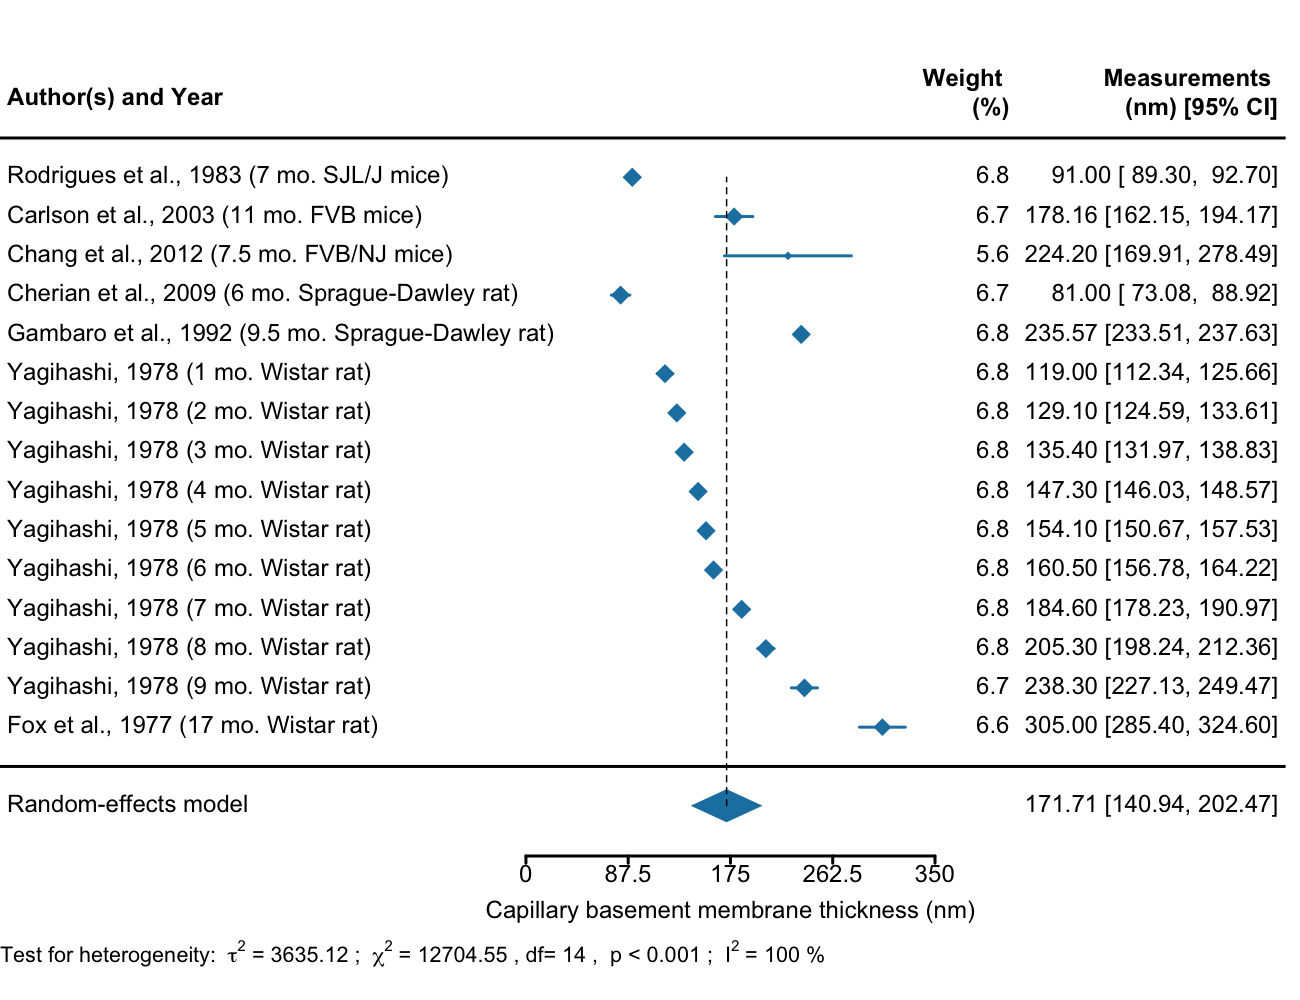 Author(s) and Year Weight (%) Measurements (nm) [95% CI]
Rodrigues et al., 1983 (7 mo. SJL/J mice) 6.8 91.00 [ 89.30, 92.70]
Carlson et al., 2003 (11 mo. FVB mice) 6.7 178.16 [162.15, 194.17]
Chang et al., 2012 (7.5 mo. FVB/NJ mice) 5.6 224.20 [169.91, 278.49]
Cherian et al., 2009 (6 mo. Sprague-Dawley rat) 6.7 81.00 [ 73.08, 88.92]
Gambaro et al., 1992 (9.5 mo. Sprague-Dawley rat) 6.8 235.57 [233.51, 237.63]
Yagihashi, 1978 (1 mo. Wistar rat) 6.8 119.00 [112.34, 125.66]
Yagihashi, 1978 (2 mo. Wistar rat) 6.8 129.10 [124.59, 133.61]
Yagihashi, 1978 (3 mo. Wistar rat) 6.8 135.40 [131.97, 138.83]
Yagihashi, 1978 (4 mo. Wistar rat) 6.8 147.30 [146.03, 148.57]
Yagihashi, 1978 (5 mo. Wistar rat) 6.8 154.10 [150.67, 157.53]
Yagihashi, 1978 (6 mo. Wistar rat) 6.8 160.50 [156.78, 164.22]
Yagihashi, 1978 (7 mo. Wistar rat) 6.8 184.60 [178.23, 190.97]
Yagihashi, 1978 (8 mo. Wistar rat) 6.8 205.30 [198.24, 212.36]
Yagihashi, 1978 (9 mo. Wistar rat) 6.7 238.30 [227.13, 249.47]
Fox et al., 1977 (17 mo. Wistar rat) 6.6 305.00 [285.40, 324.60]
Random-effects model 171.71 [140.94, 202.47]
0 87.5 175 262.5 350
Capillary basement membrane thickness (nm)
Test for heterogeneity: τ² = 3635.12 ; χ² = 12704.55 , df= 14 , p < 0.001 ; I² = 100 %